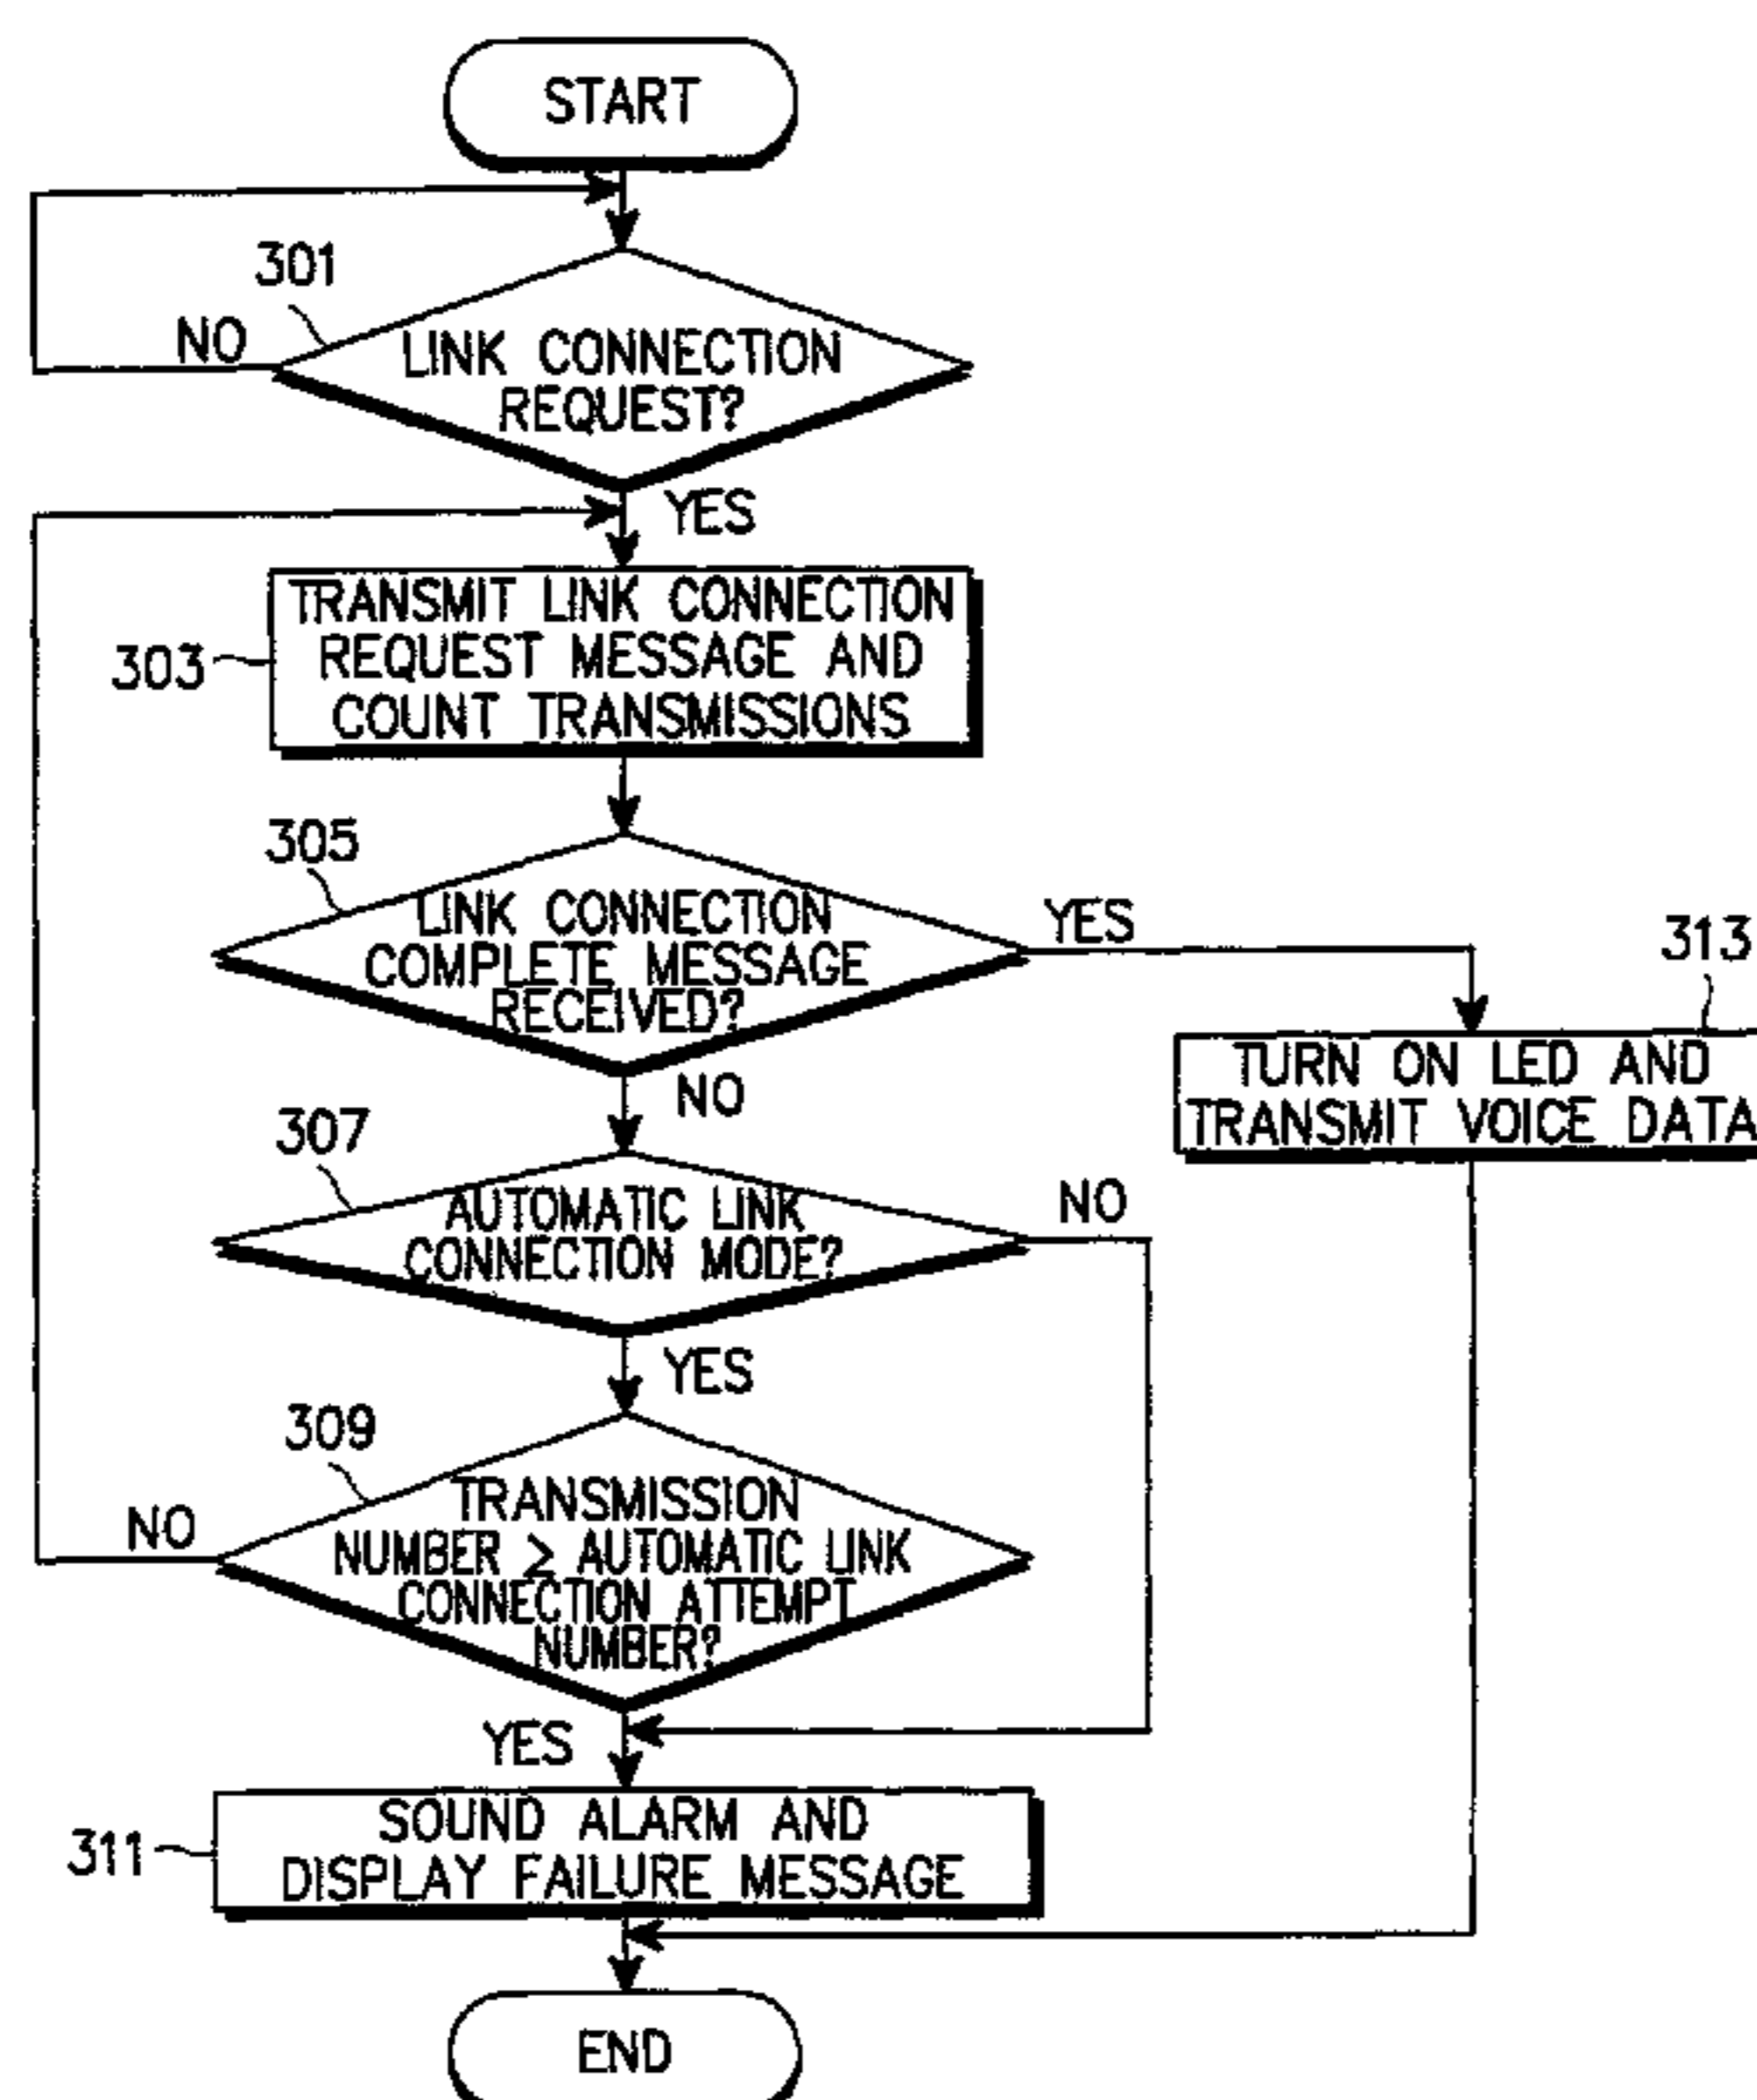 START
301
NO
LINK CONNECTION
REQUEST?
YES
TRANSMIT LINK CONNECTION
REQUEST MESSAGE AND
COUNT TRANSMISSIONS
303
305
LINK CONNECTION
COMPLETE MESSAGE
RECEIVED?
YES
313
TURN ON LED AND
TRANSMIT VOICE DATA
NO
307
AUTOMATIC LINK
CONNECTION MODE?
NO
YES
309
NO
TRANSMISSION
NUMBER ≥ AUTOMATIC LINK
CONNECTION ATTEMPT
NUMBER?
YES
311
SOUND ALARM AND
DISPLAY FAILURE MESSAGE
END